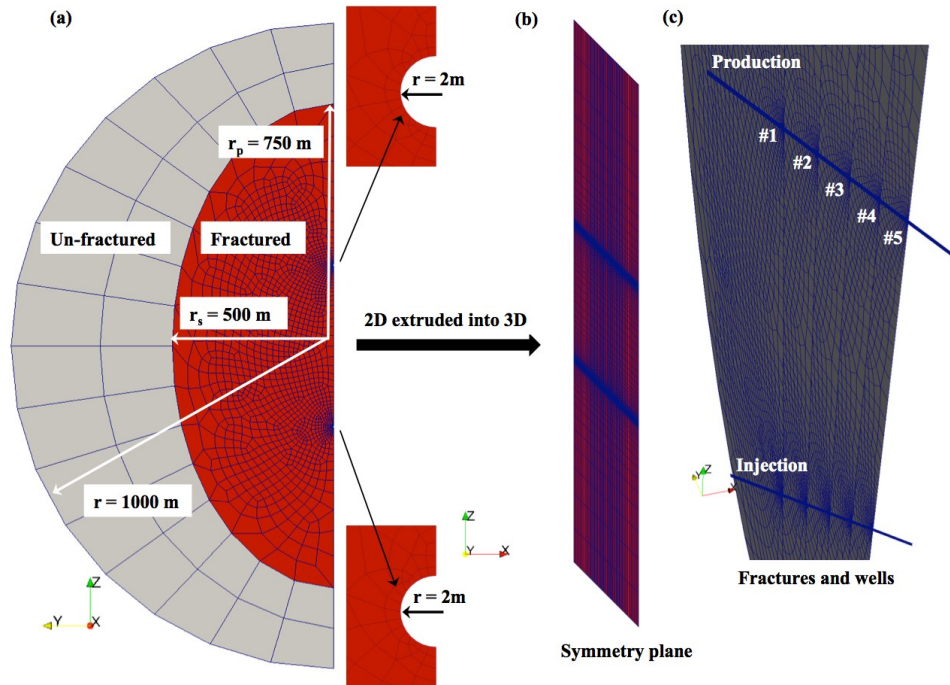 (a)
r = 2m
r_p = 750 m
Un-fractured
Fractured
r_s = 500 m
r = 1000 m
Z
Y
X
r = 2m
Z
Y
X
2D extruded into 3D
(b)
Symmetry plane
(c)
Production
#1
#2
#3
#4
#5
Injection
Y
Z
X
Fractures and wells